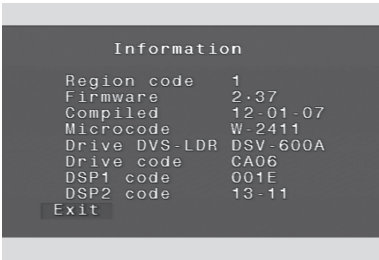 Information
Region code 1
Firmware 2·37
Compiled 12-01-07
Microcode W-2411
Drive DVS-LDR DSV-600A
Drive code CA06
DSP1 code 001E
DSP2 code 13-11
Exit